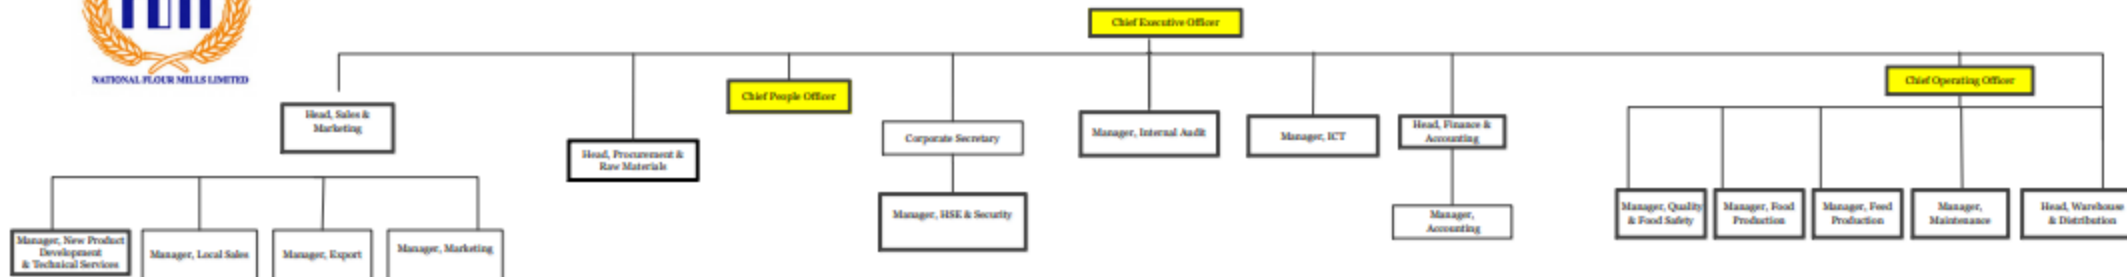 NATIONAL FLOUR MILLS LIMITED
Chief Executive Officer
Chief People Officer
Chief Operating Officer
Head, Sales &
Marketing
Head, Procurement &
Raw Materials
Corporate Secretary
Manager, Internal Audit
Manager, ICT
Head, Finance &
Accounting
Manager, HSE & Security
Manager,
Accounting
Manager, Quality
& Food Safety
Manager, Food
Production
Manager, Feed
Production
Manager,
Maintenance
Head, Warehouse
& Distribution
Manager, New Product
Development
& Technical Services
Manager, Local Sales
Manager, Export
Manager, Marketing